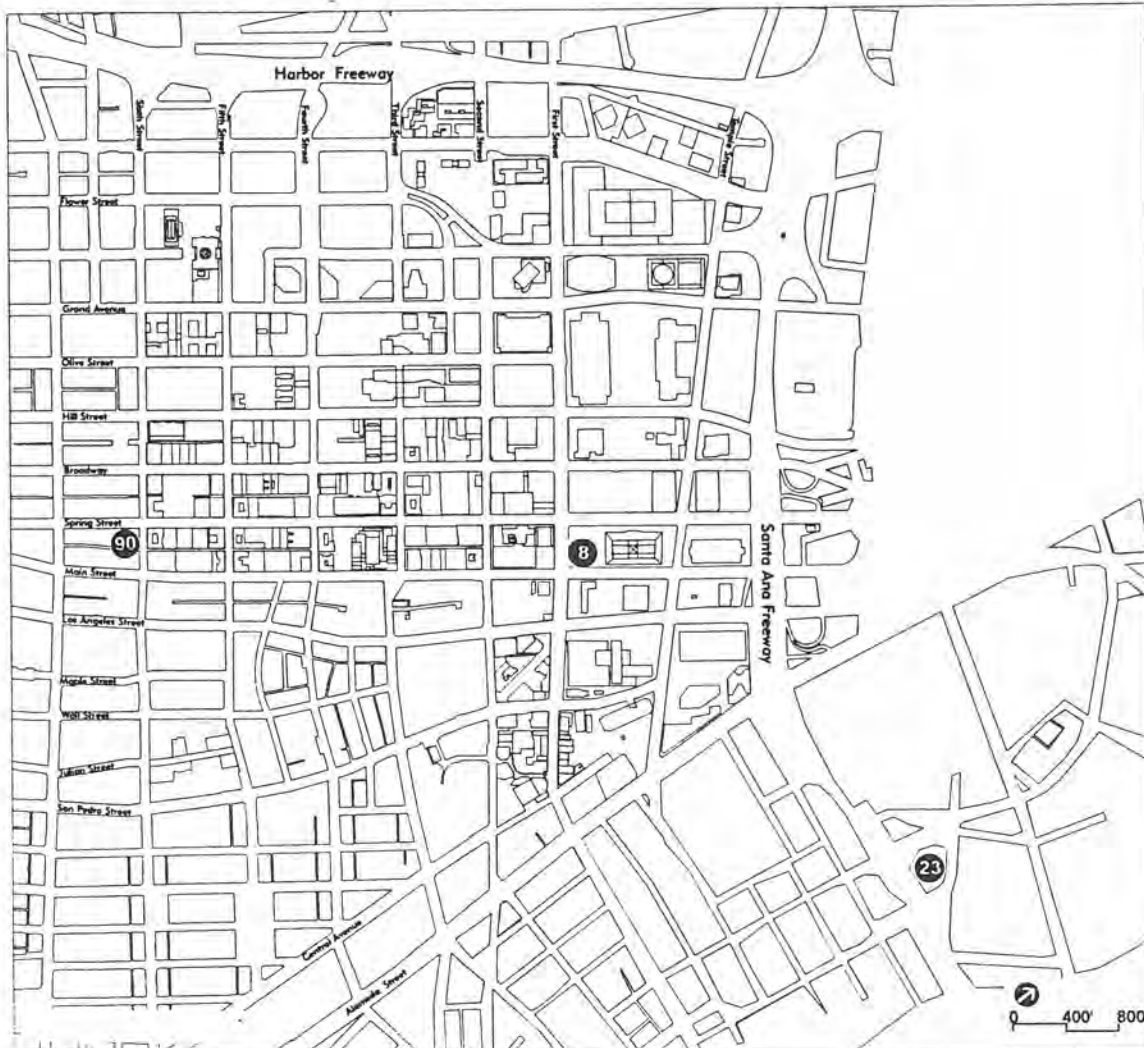 Harbor Freeway
Sixth Street
Fifth Street
Fourth Street
Third Street
Second Street
First Street
Temple Street
Flower Street
Grand Avenue
Olive Street
Hill Street
Broadway
Spring Street
90
8
Santa Ana Freeway
Main Street
Los Angeles Street
Maple Street
Wall Street
Julian Street
San Pedro Street
23
Central Avenue
Alameda Street
0 400' 800'